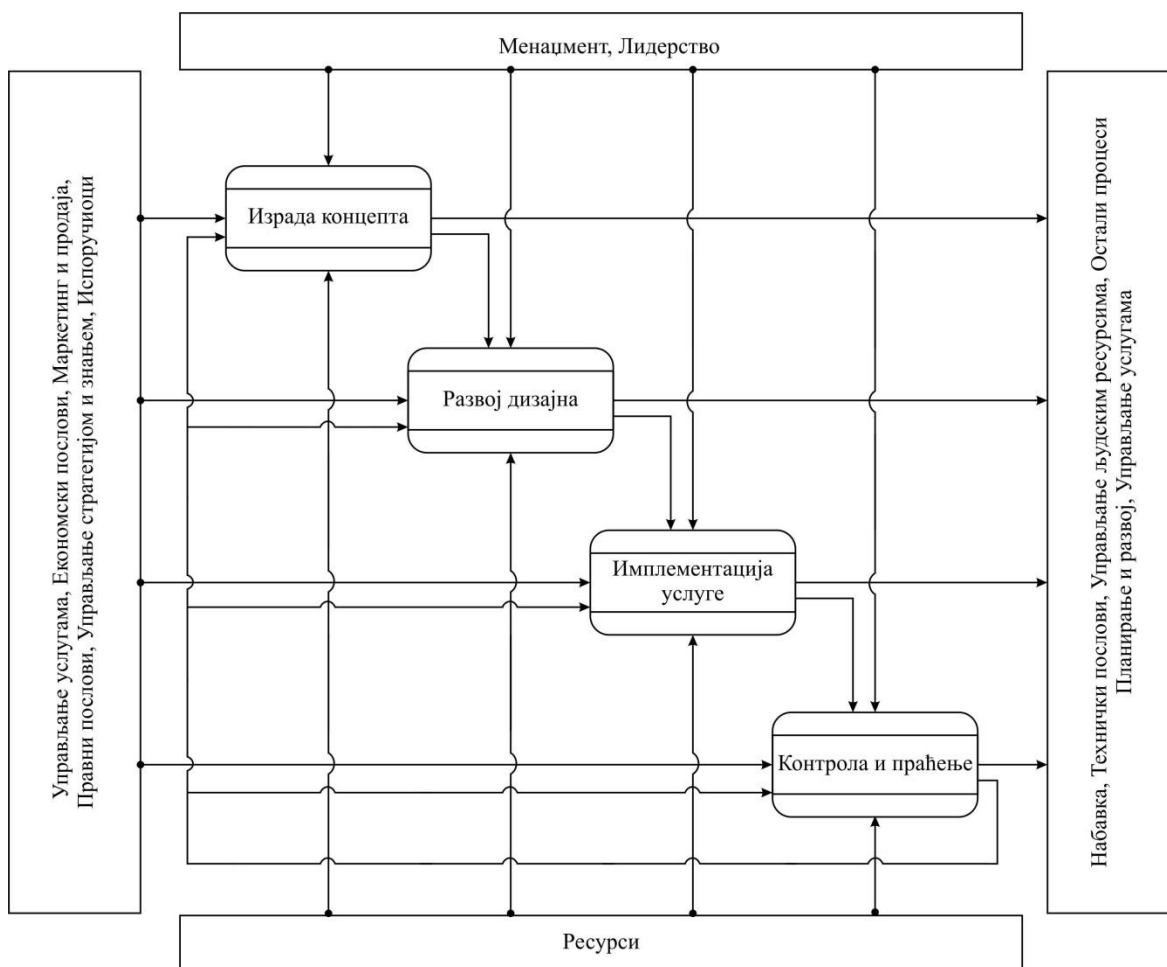 Менаџмент, Лидерство
Управљање услугама, Економски послови, Маркетинг и продаја,
Правни послови, Управљање стратегијом и знањем, Испоручиоци
Израда концепта
Развој дизајна
Имплементација
услуге
Контрола и праћење
Набавка, Технички послови, Управљање људским ресурсима, Остали процеси
Планирање и развој, Управљање услугама
Ресурси